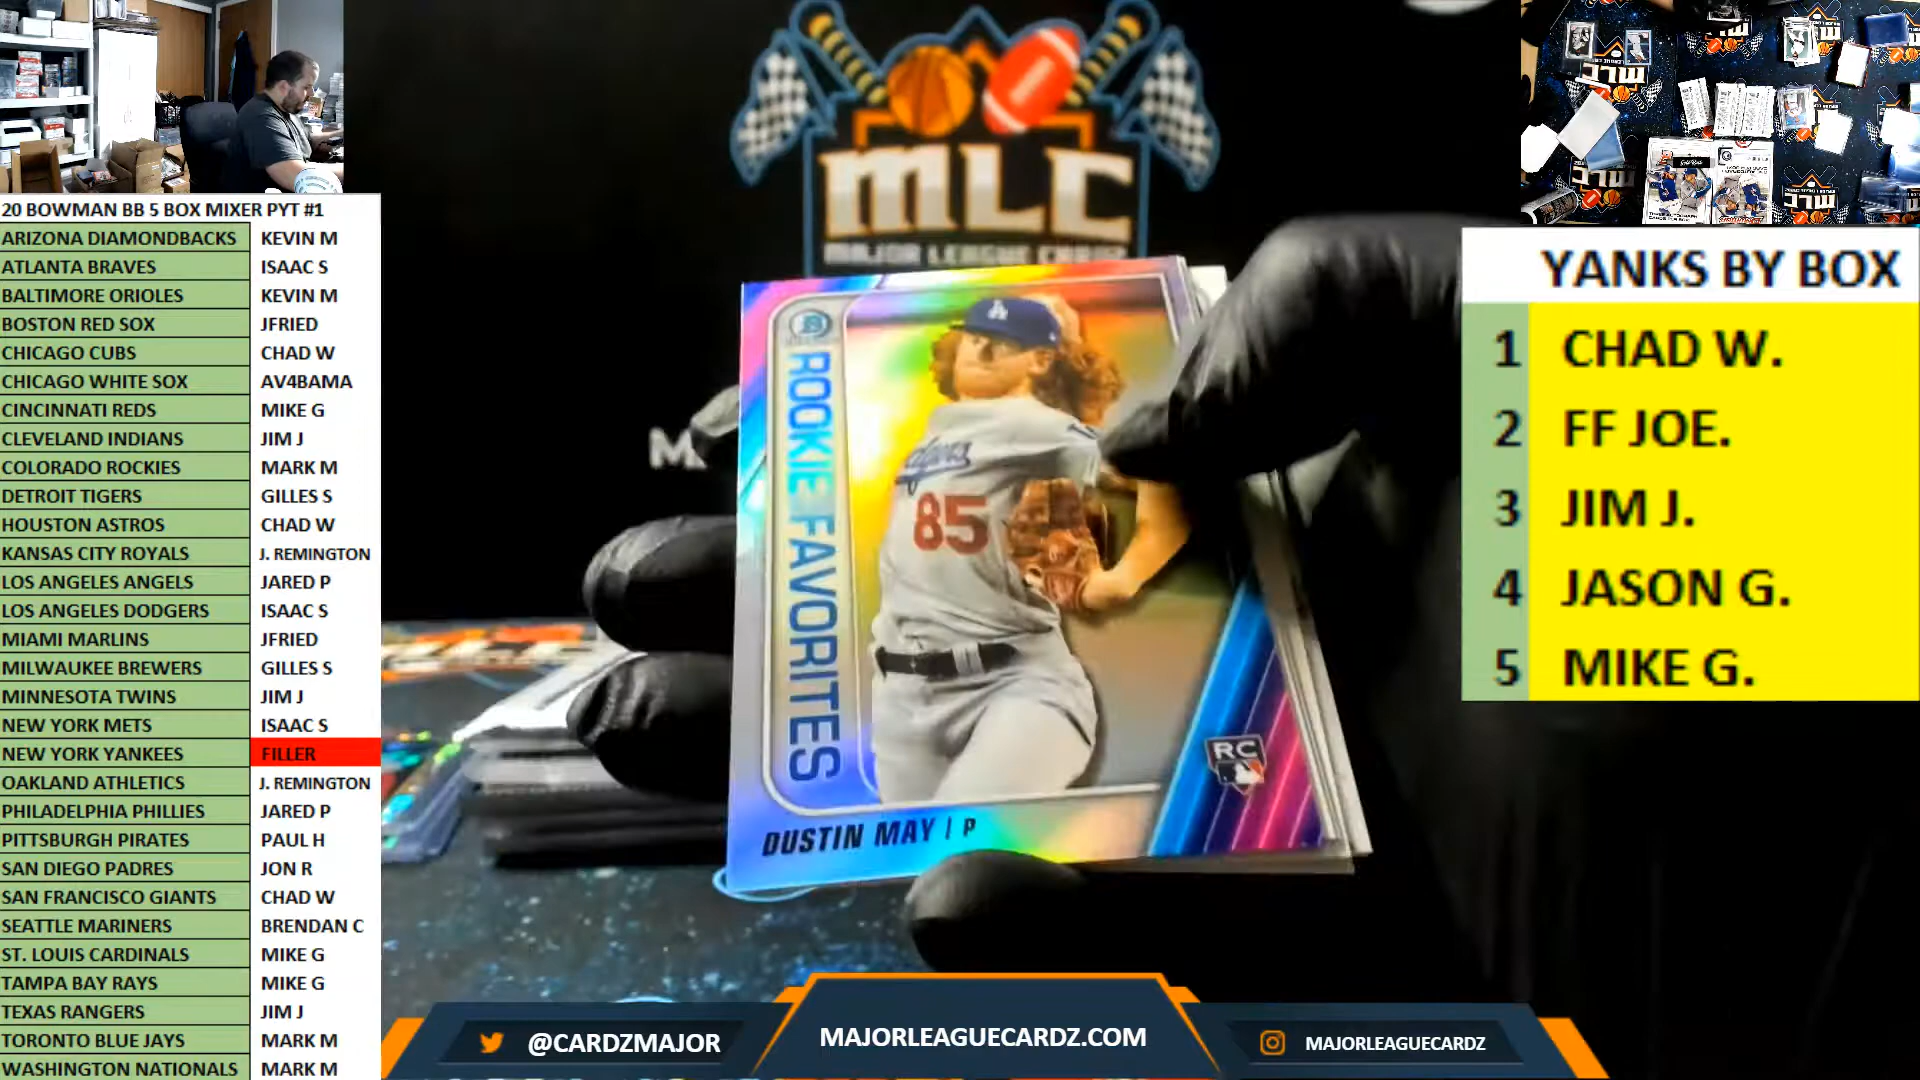 20 BOWMAN BB 5 BOX MIXER PYT #1
ARIZONA DIAMONDBACKS KEVIN M
ATLANTA BRAVES ISAAC S
BALTIMORE ORIOLES KEVIN M
BOSTON RED SOX JFRIED
CHICAGO CUBS CHAD W
CHICAGO WHITE SOX AV4BAMA
CINCINNATI REDS MIKE G
CLEVELAND INDIANS JIM J
COLORADO ROCKIES MARK M
DETROIT TIGERS GILLES S
HOUSTON ASTROS CHAD W
KANSAS CITY ROYALS J. REMINGTON
LOS ANGELES ANGELS JARED P
LOS ANGELES DODGERS ISAAC S
MIAMI MARLINS JFRIED
MILWAUKEE BREWERS GILLES S
MINNESOTA TWINS JIM J
NEW YORK METS ISAAC S
NEW YORK YANKEES FILLER
OAKLAND ATHLETICS J. REMINGTON
PHILADELPHIA PHILLIES JARED P
PITTSBURGH PIRATES PAUL H
SAN DIEGO PADRES JON R
SAN FRANCISCO GIANTS CHAD W
SEATTLE MARINERS BRENDAN C
ST. LOUIS CARDINALS MIKE G
TAMPA BAY RAYS MIKE G
TEXAS RANGERS JIM J
TORONTO BLUE JAYS MARK M
WASHINGTON NATIONALS MARK M
MLC
MAJOR LEAGUE CARDZ
ROOKIE FAVORITES
85
RC
DUSTIN MAY | P
YANKS BY BOX
1 CHAD W.
2 FF JOE.
3 JIM J.
4 JASON G.
5 MIKE G.
@CARDZMAJOR
MAJORLEAGUECARDZ.COM
MAJORLEAGUECARDZ